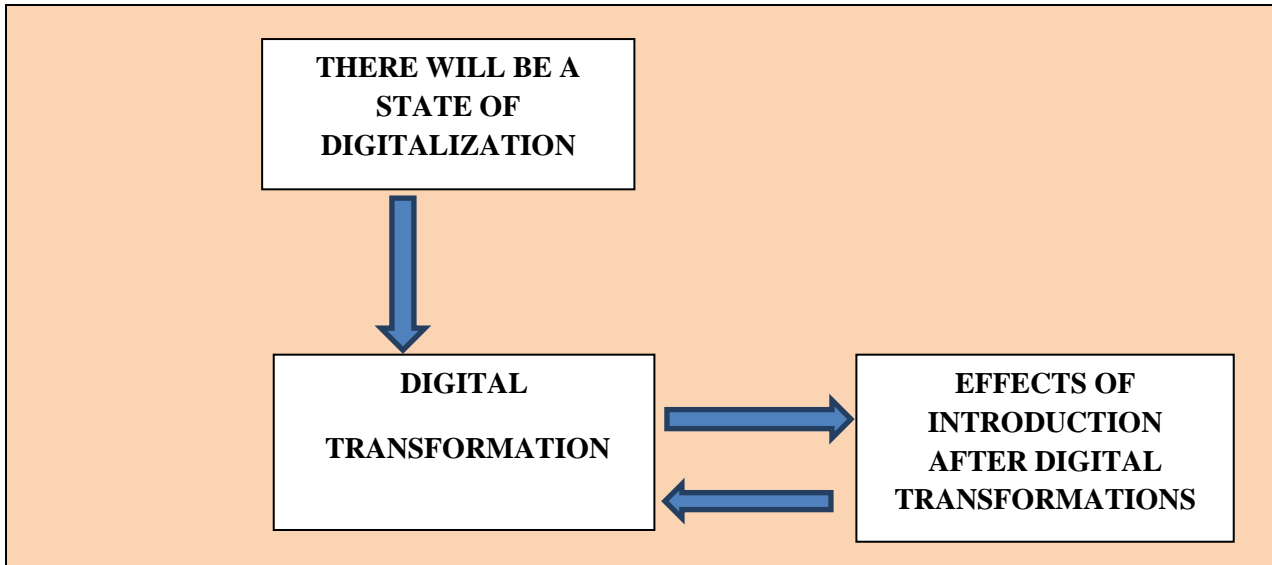 THERE WILL BE A
STATE OF
DIGITALIZATION
DIGITAL
TRANSFORMATION
EFFECTS OF
INTRODUCTION
AFTER DIGITAL
TRANSFORMATIONS